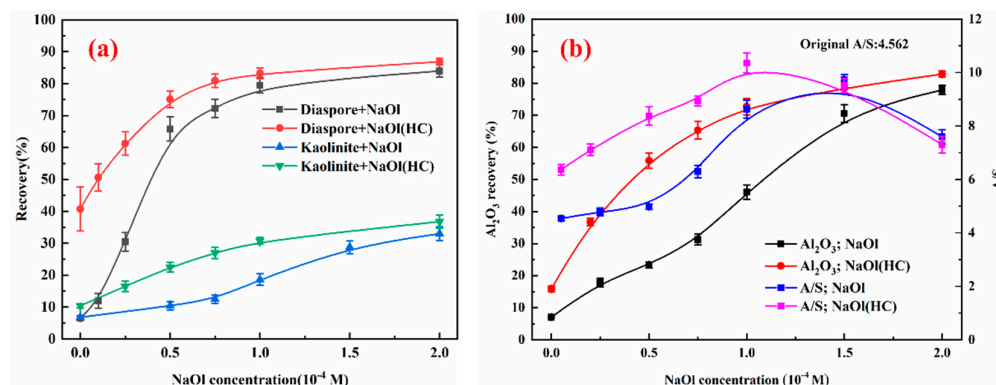 (a)
100
90
80
70
60
50
40
30
20
10
0
Recovery(%)
Diaspore+NaOl
Diaspore+NaOl(HC)
Kaolinite+NaOl
Kaolinite+NaOl(HC)
0.0 0.5 1.0 1.5 2.0
NaOl concentration(10⁻⁴ M)
(b)
Original A/S:4.562
100
90
80
70
60
50
40
30
20
10
0
Al₂O₃ recovery (%)
12
10
8
6
4
2
0
Al₂O₃; NaOl
Al₂O₃; NaOl(HC)
A/S; NaOl
A/S; NaOl(HC)
0.0 0.5 1.0 1.5 2.0
NaOl concentration (10⁻⁴ M)